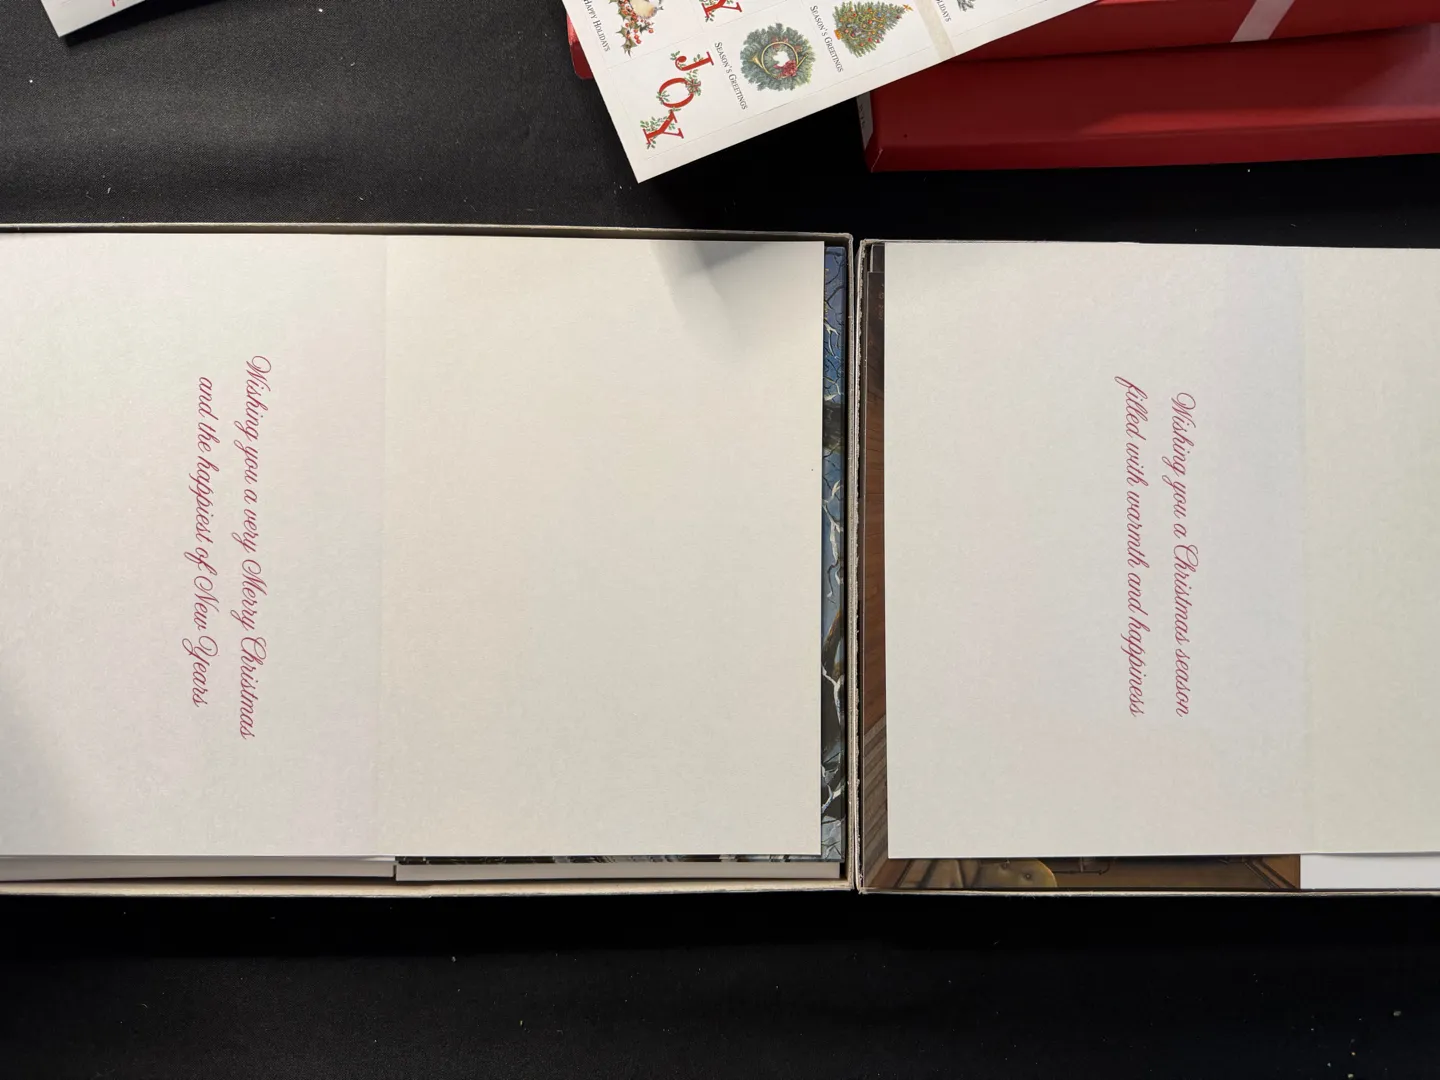 HAPPY HOLIDAYS
JOY
SEASON'S GREETINGS
SEASON'S GREETINGS
Wishing you a very Merry Christmas
and the happiest of New Years
Wishing you a Christmas season
filled with warmth and happiness